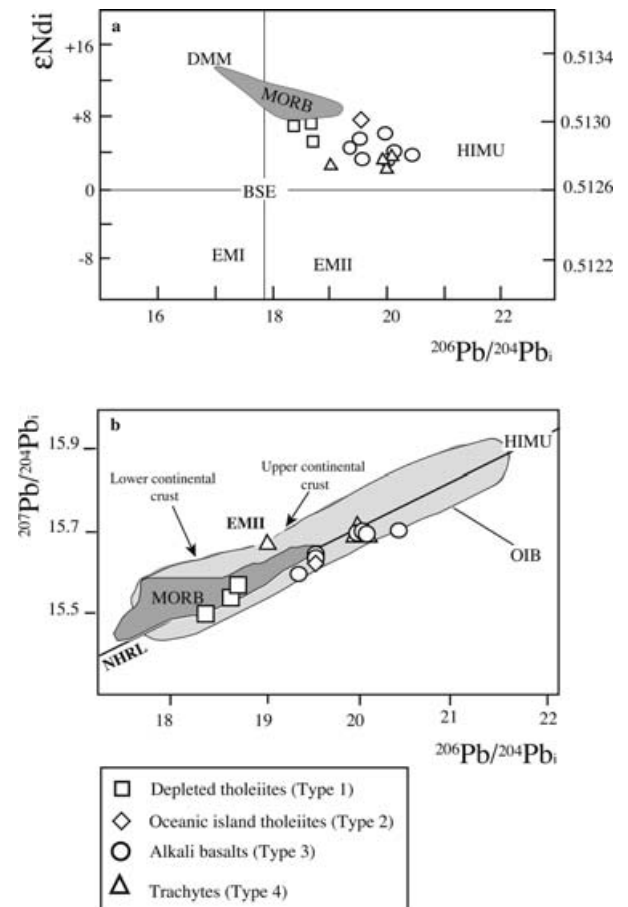 a
εNdi
+16
+8
0
-8
DMM
MORB
HIMU
BSE
EMI
EMII
0.5134
0.5130
0.5126
0.5122
16
18
20
22
206Pb/204Pbi
b
207Pb/204Pbi
15.9
15.7
15.5
HIMU
Upper continental
crust
Lower continental
crust
EMII
OIB
MORB
NHRL
18
19
20
21
22
206Pb/204Pbi
Depleted tholeiites (Type 1)
Oceanic island tholeiites (Type 2)
Alkali basalts (Type 3)
Trachytes (Type 4)